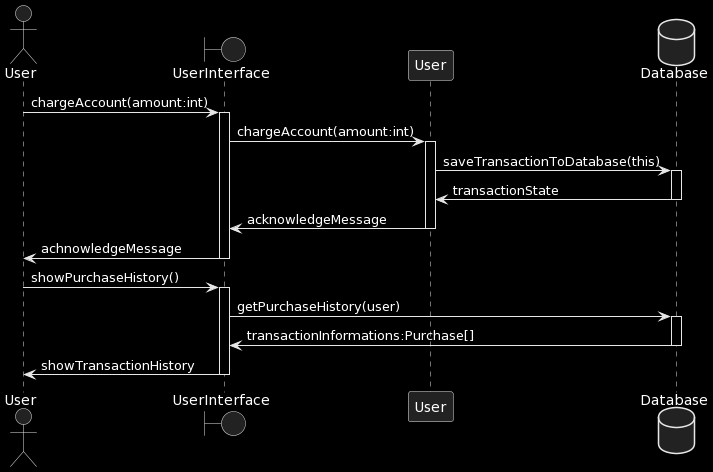 User
UserInterface
User
Database
chargeAccount(amount:int)
chargeAccount(amount:int)
saveTransactionToDatabase(this)
transactionState
acknowledgeMessage
achnowledgeMessage
showPurchaseHistory()
getPurchaseHistory(user)
transactionInformations:Purchase[]
showTransactionHistory
User
UserInterface
User
Database